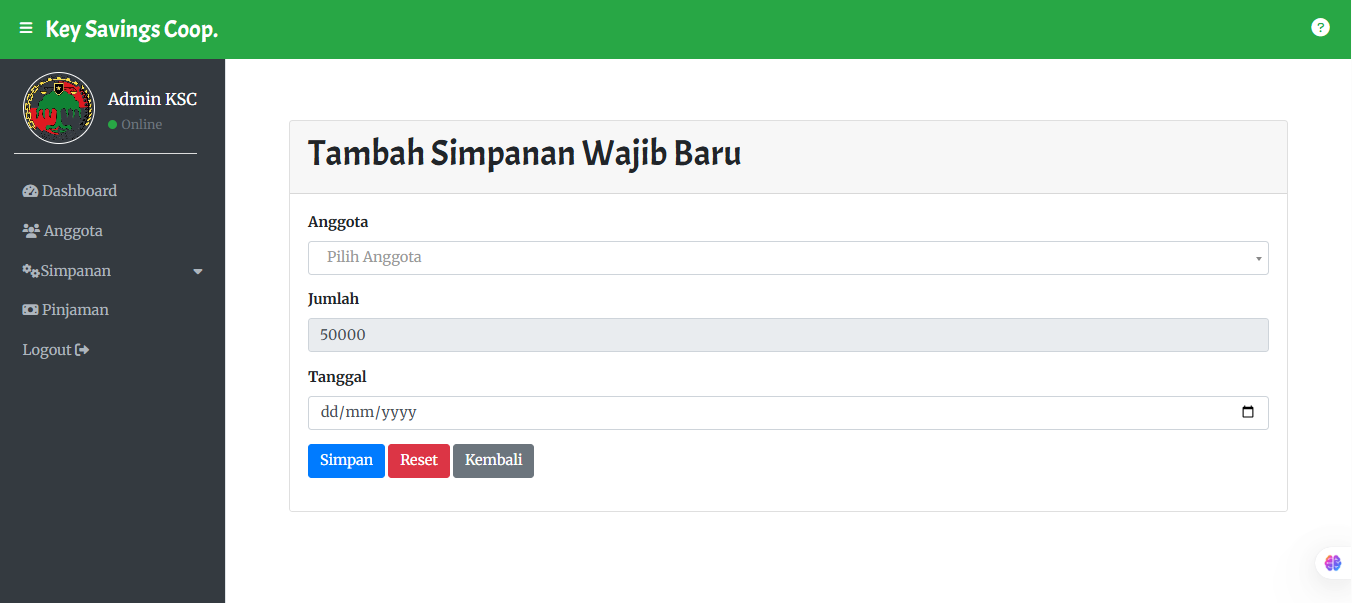 Key Savings Coop.
?
Admin KSC
Online
Dashboard
Anggota
Simpanan
Pinjaman
Logout
Tambah Simpanan Wajib Baru
Anggota
Pilih Anggota
Jumlah
50000
Tanggal
dd/mm/yyyy
Simpan Reset Kembali